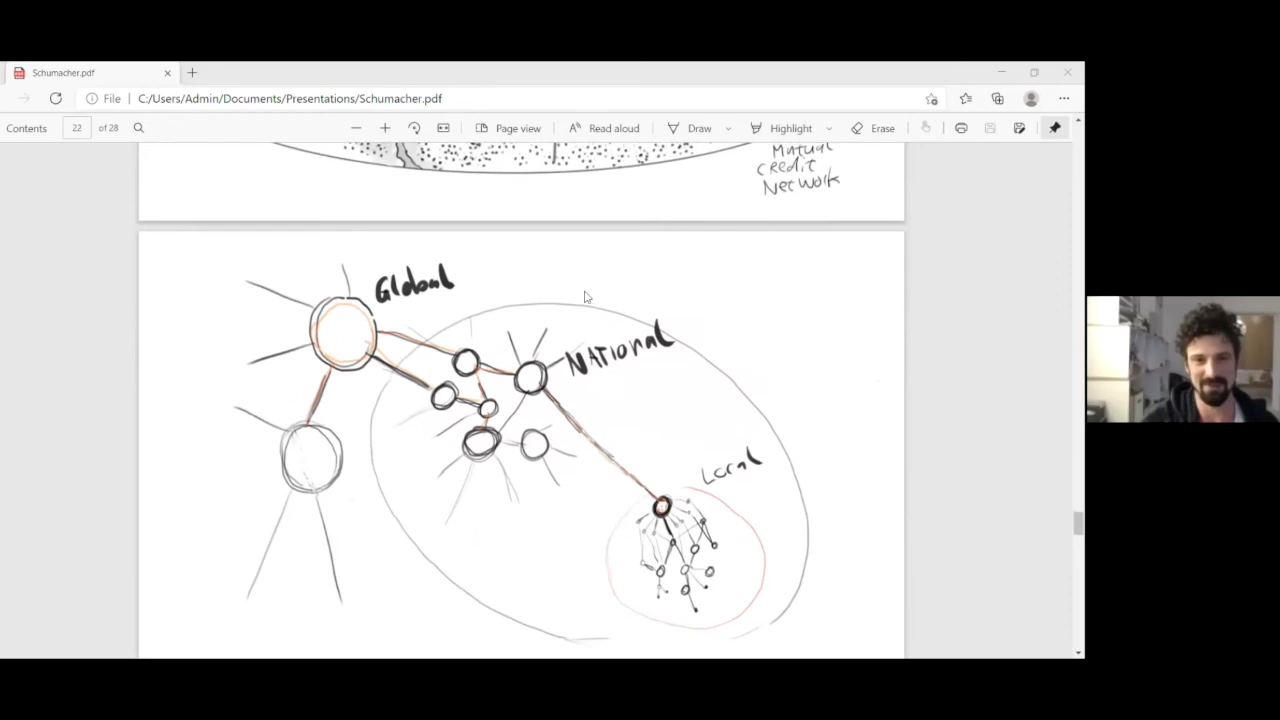 Schumacher.pdf
File C:/Users/Admin/Documents/Presentations/Schumacher.pdf
Contents 22 of 28 Page view Read aloud Draw Highlight Erase
Mutual
Credit
Network
Global
National
Local